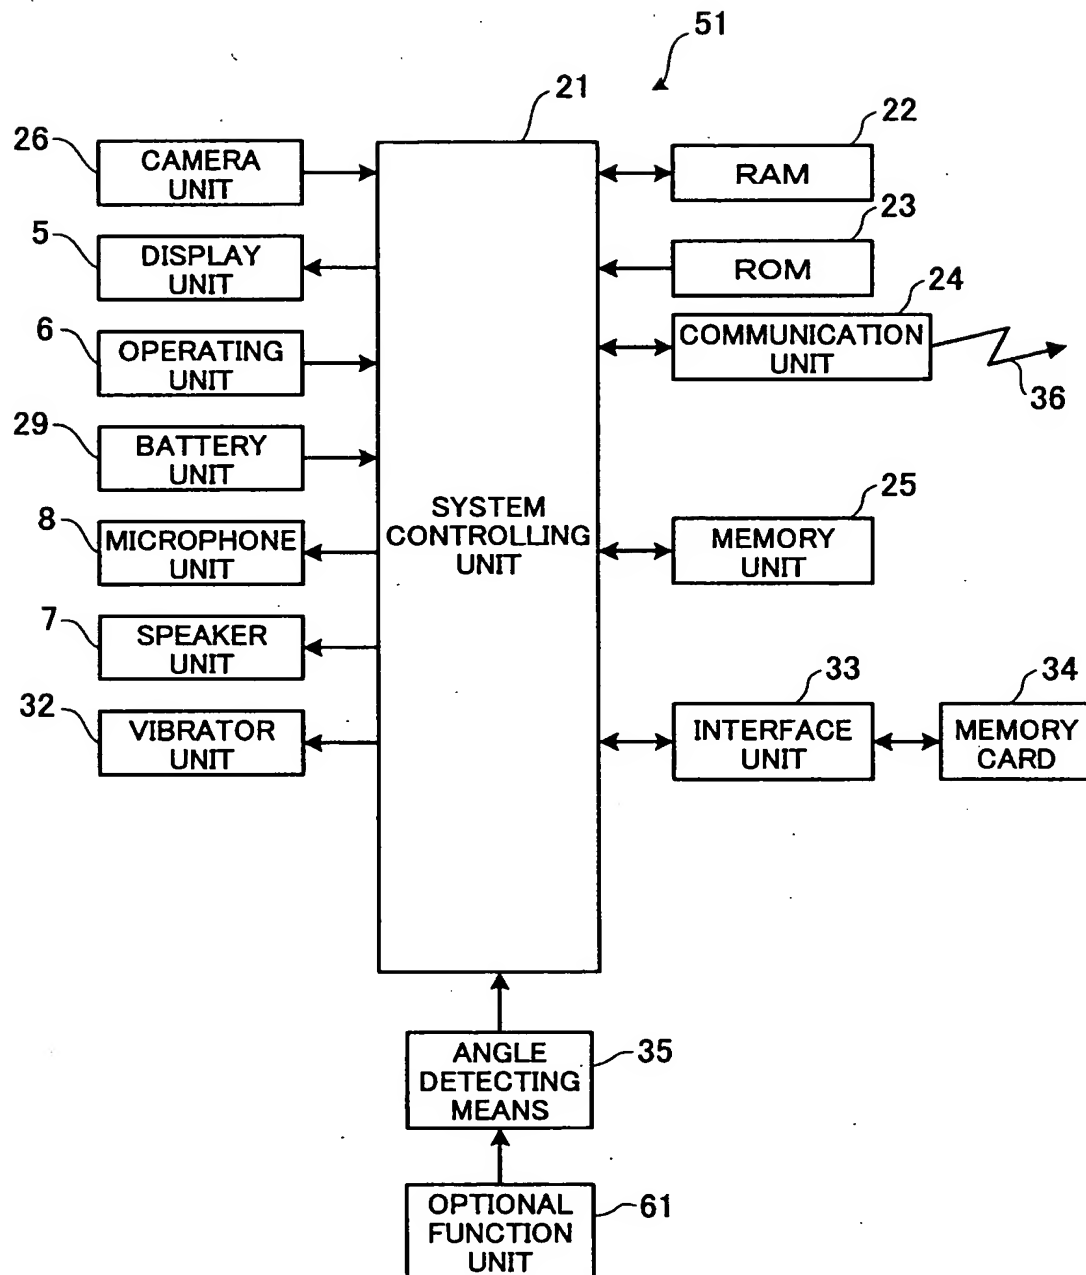 51
21
26
CAMERA
UNIT
22
RAM
5
DISPLAY
UNIT
23
ROM
6
OPERATING
UNIT
24
COMMUNICATION
UNIT
36
29
BATTERY
UNIT
SYSTEM
CONTROLLING
UNIT
8
MICROPHONE
UNIT
25
MEMORY
UNIT
7
SPEAKER
UNIT
32
VIBRATOR
UNIT
33
INTERFACE
UNIT
34
MEMORY
CARD
ANGLE
DETECTING
MEANS
35
OPTIONAL
FUNCTION
UNIT
61